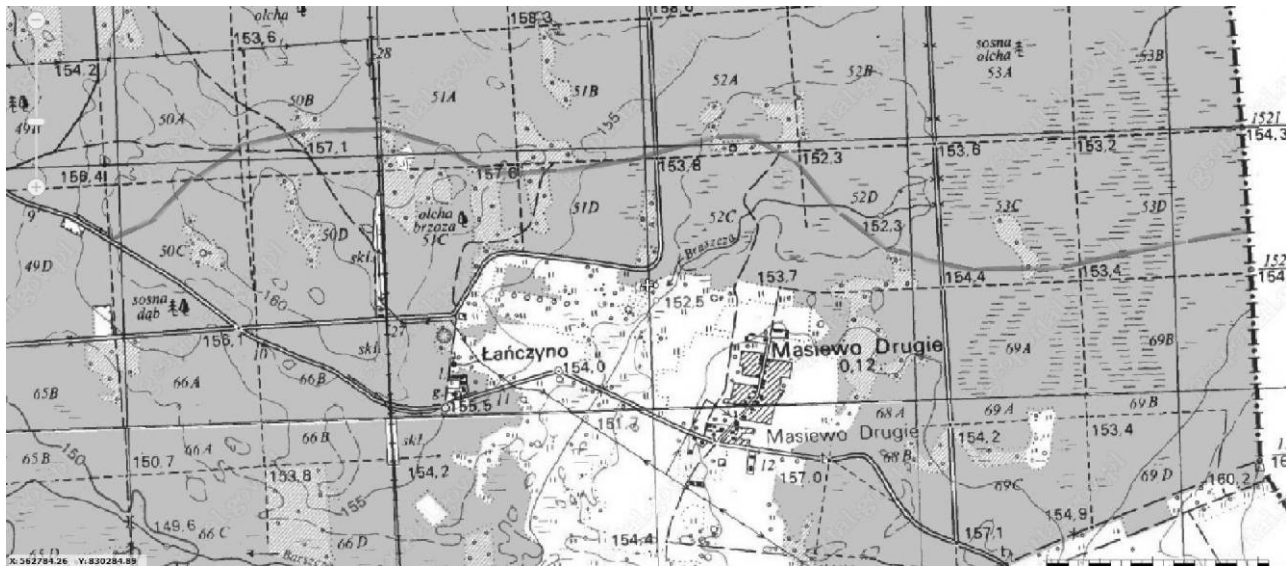 olcha
158.3
158.0
153,6
28
154,2
sosna
olcha
53A
53B
52A
52B
51A
51B
50B
50A
155
1521
154.3
157.1
157.6
153.8
152.3
153,6
153,2
olcha
brzoza
51C
51D
50D
52C
52D
152.3
53C
53D
9
49D
50C
skl.
153.7
154.4
153.4
152
154
sosna
dąb
160
152.5
27
156.1
10
skl.
Łańczyno
Masiewo Drugie
0,12
69A
69B
154,0
65B
66A
66B
155.5
11
151
68A
69A
69B
Masiewo Drugie
68B
154,2
153,4
65B
150
150.7
66B
skl.
154,2
12
157.0
153.8
155
69C
69D
160.2
149.6
66C
66D
65D
154.4
154.9
157.1
X: 562784.26 Y: 830284.89